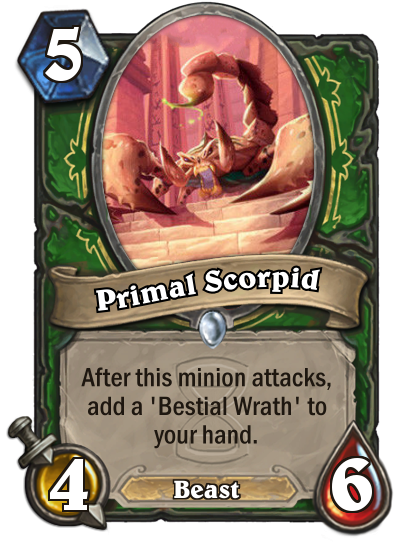 5
Primal Scorpid
After this minion attacks,
add a 'Bestial Wrath' to
your hand.
4
Beast
6